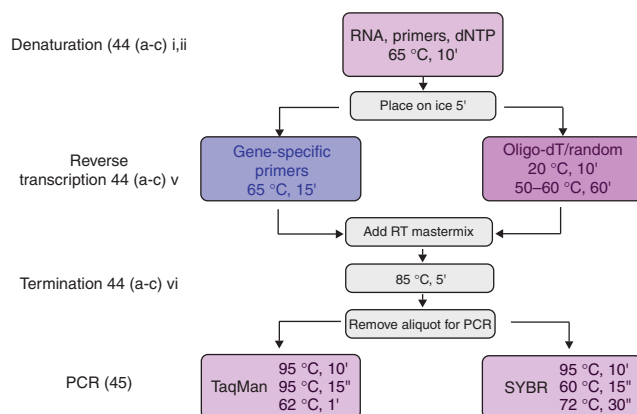 Denaturation (44 (a-c) i,ii
RNA, primers, dNTP
65 °C, 10'
Place on ice 5'
Reverse
transcription 44 (a-c) v
Gene-specific
primers
65 °C, 15'
Oligo-dT/random
20 °C, 10'
50–60 °C, 60'
Add RT mastermix
Termination 44 (a-c) vi
85 °C, 5'
Remove aliquot for PCR
PCR (45)
TaqMan
95 °C, 10'
95 °C, 15"
62 °C, 1'
SYBR
95 °C, 10'
60 °C, 15"
72 °C, 30"